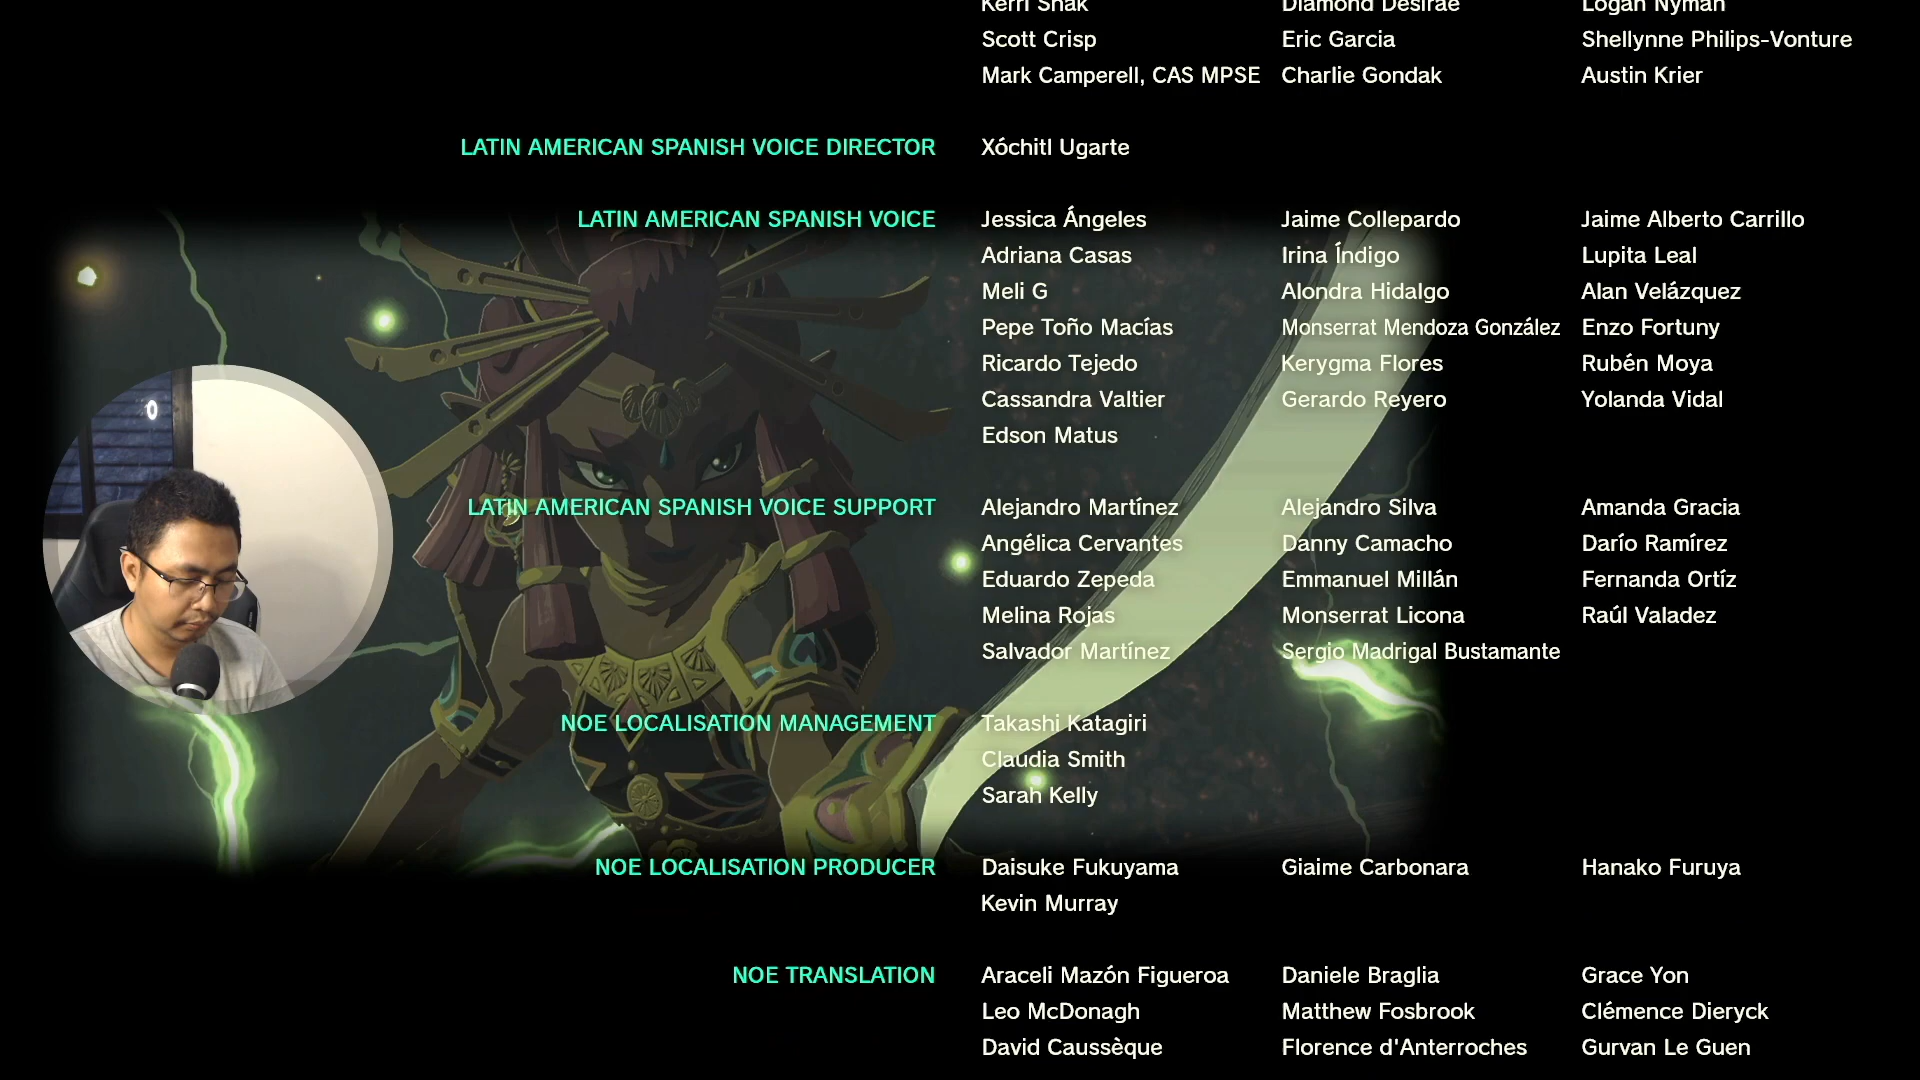 Kerri Shak Diamond Desirae Logan Nyman
Scott Crisp Eric Garcia Shellynne Philips-Vonture
Mark Camperell, CAS MPSE Charlie Gondak Austin Krier
LATIN AMERICAN SPANISH VOICE DIRECTOR Xóchitl Ugarte
LATIN AMERICAN SPANISH VOICE Jessica Ángeles Jaime Collepardo Jaime Alberto Carrillo
Adriana Casas Irina Índigo Lupita Leal
Meli G Alondra Hidalgo Alan Velázquez
Pepe Toño Macías Monserrat Mendoza González Enzo Fortuny
Ricardo Tejedo Kerygma Flores Rubén Moya
Cassandra Valtier Gerardo Reyero Yolanda Vidal
Edson Matus
LATIN AMERICAN SPANISH VOICE SUPPORT Alejandro Martínez Alejandro Silva Amanda Gracia
Angélica Cervantes Danny Camacho Darío Ramírez
Eduardo Zepeda Emmanuel Millán Fernanda Ortíz
Melina Rojas Monserrat Licona Raúl Valadez
Salvador Martínez Sergio Madrigal Bustamante
NOE LOCALISATION MANAGEMENT Takashi Katagiri
Claudia Smith
Sarah Kelly
NOE LOCALISATION PRODUCER Daisuke Fukuyama Giaime Carbonara Hanako Furuya
Kevin Murray
NOE TRANSLATION Araceli Mazón Figueroa Daniele Braglia Grace Yon
Leo McDonagh Matthew Fosbrook Clémence Dieryck
David Caussèque Florence d'Anterroches Gurvan Le Guen